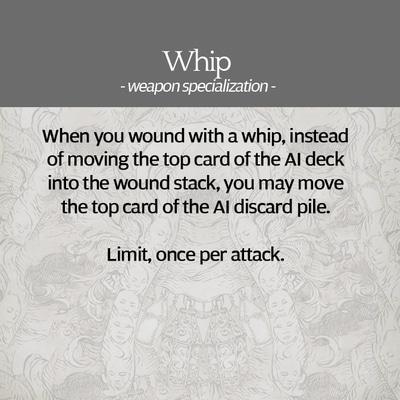 Whip
- weapon specialization -
When you wound with a whip, instead
of moving the top card of the AI deck
into the wound stack, you may move
the top card of the AI discard pile.
Limit, once per attack.